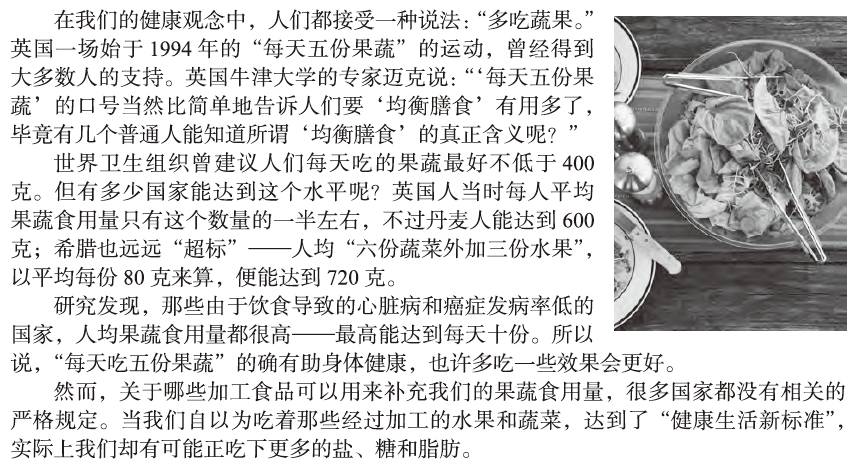 在我们的健康观念中，人们都接受一种说法：“多吃蔬果。”
英国一场始于 1994 年的“每天五份果蔬”的运动，曾经得到
大多数人的支持。英国牛津大学的专家迈克说：“‘每天五份果
蔬’的口号当然比简单地告诉人们要‘均衡膳食’有用多了，
毕竟有几个普通人能知道所谓‘均衡膳食’的真正含义呢？”
世界卫生组织曾建议人们每天吃的果蔬最好不低于 400
克。但有多少国家能达到这个水平呢？英国人当时每人平均
果蔬食用量只有这个数量的一半左右，不过丹麦人能达到 600
克；希腊也远远“超标”——人均“六份蔬菜外加三份水果”，
以平均每份 80 克来算，便能达到 720 克。
研究发现，那些由于饮食导致的心脏病和癌症发病率低的
国家，人均果蔬食用量都很高——最高能达到每天十份。所以
说，“每天吃五份果蔬”的确有助身体健康，也许多吃一些效果会更好。
然而，关于哪些加工食品可以用来补充我们的果蔬食用量，很多国家都没有相关的
严格规定。当我们自以为吃着那些经过加工的水果和蔬菜，达到了“健康生活新标准”，
实际上我们却有可能正吃下更多的盐、糖和脂肪。